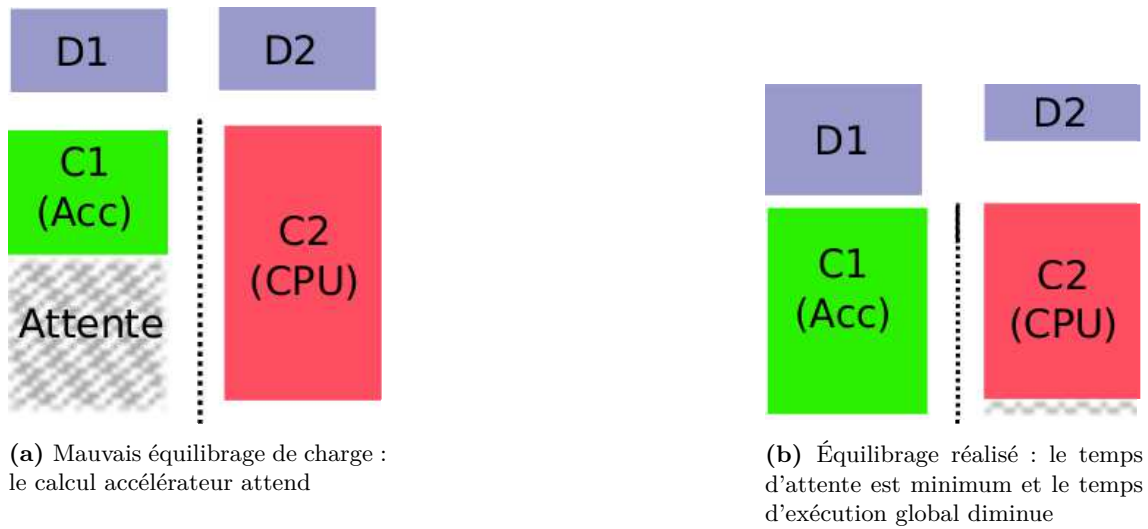 D1
D2
C1
(Acc)
C2
(CPU)
Attente
(a) Mauvais équilibrage de charge :
le calcul accélérateur attend
D1
D2
C1
(Acc)
C2
(CPU)
(b) Équilibrage réalisé : le temps
d'attente est minimum et le temps
d'exécution global diminue